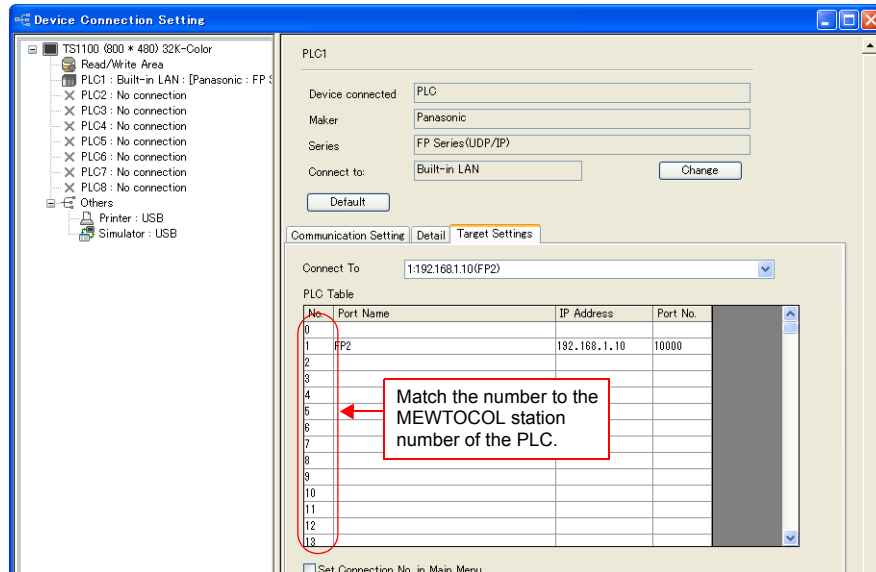 Device Connection Setting
TS1100 (800 * 480) 32K-Color
Read/Write Area
PLC1 : Built-in LAN : [Panasonic : FP S
PLC2 : No connection
PLC3 : No connection
PLC4 : No connection
PLC5 : No connection
PLC6 : No connection
PLC7 : No connection
PLC8 : No connection
Others
Printer : USB
Simulator : USB
PLC1
Device connected PLC
Maker Panasonic
Series FP Series(UDP/IP)
Connect to: Built-in LAN Change
Default
Communication Setting Detail Target Settings
Connect To 1:192.168.1.10(FP2)
PLC Table
No. Port Name IP Address Port No.
0
1 FP2 192.168.1.10 10000
2
3
4
5
6
7
8
9
10
11
12
13
Match the number to the
MEWTOCOL station
number of the PLC.
Set Connection No. in Main Menu